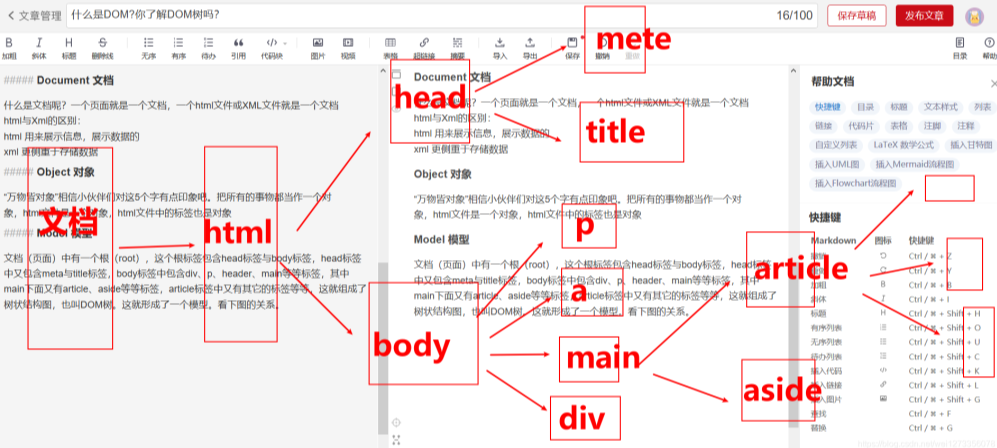 文章管理 什么是DOM?你了解DOM树吗? 16/100 保存草稿 发布文章
加粗 斜体 标题 删除线 无序 有序 待办 引用 代码块 图片 视频 表格 超链接 摘要 导入 导出 保存 撤销 重做 目录 帮助
##### Document 文档
什么是文档呢？一个页面就是一个文档，一个html文件或XML文件就是一个文档
html与Xml的区别：
html 用来展示信息，展示数据的
xml 更侧重于存储数据
##### Object 对象
“万物皆对象”相信小伙伴们对这5个字有点印象吧。把所有的事物都当作一个对
象，html文件是一个对象，html文件中的标签也是对象
##### Model 模型
文档（页面）中有一个根（root），这个根标签包含head标签与body标签，head标签
中又包含meta与title标签，body标签中包含div、p、header、main等等标签，其中
main下面又有article、aside等等标签，article标签中又有其它的标签等等，这就组成了
树状结构图，也叫DOM树。这就形成了一个模型。看下图的关系。
Document 文档
什么是文档呢？一个页面就是一个文档，一个html文件或XML文件就是一个文档
html与Xml的区别：
html 用来展示信息，展示数据的
xml 更侧重于存储数据
Object 对象
“万物皆对象”相信小伙伴们对这5个字有点印象吧。把所有的事物都当作一个对
象，html文件是一个对象，html文件中的标签也是对象
Model 模型
文档（页面）中有一个根（root），这个根标签包含head标签与body标签，head标签
中又包含meta与title标签，body标签中包含div、p、header、main等等标签，其中
main下面又有article、aside等等标签，article标签中又有其它的标签等等，这就组成了
树状结构图，也叫DOM树。这就形成了一个模型。看下图的关系。
文档
html
head
body
mete
title
p
a
main
div
article
aside
帮助文档
快捷键 目录 标题 文本样式 列表
链接 代码片 表格 注脚 注释
自定义列表 LaTeX 数学公式 插入甘特图
插入UML图 插入Mermaid流程图
插入Flowchart流程图
快捷键
Markdown 图标 快捷键
撤销 Ctrl / ⌘ + Z
重做 Ctrl / ⌘ + Y
加粗 B Ctrl / ⌘ + B
斜体 I Ctrl / ⌘ + I
标题 H Ctrl / ⌘ + Shift + H
有序列表 Ctrl / ⌘ + Shift + O
无序列表 Ctrl / ⌘ + Shift + U
待办列表 Ctrl / ⌘ + Shift + C
插入代码 Ctrl / ⌘ + Shift + K
插入链接 Ctrl / ⌘ + Shift + L
插入图片 Ctrl / ⌘ + Shift + G
查找 Ctrl / ⌘ + F
替换 Ctrl / ⌘ + G